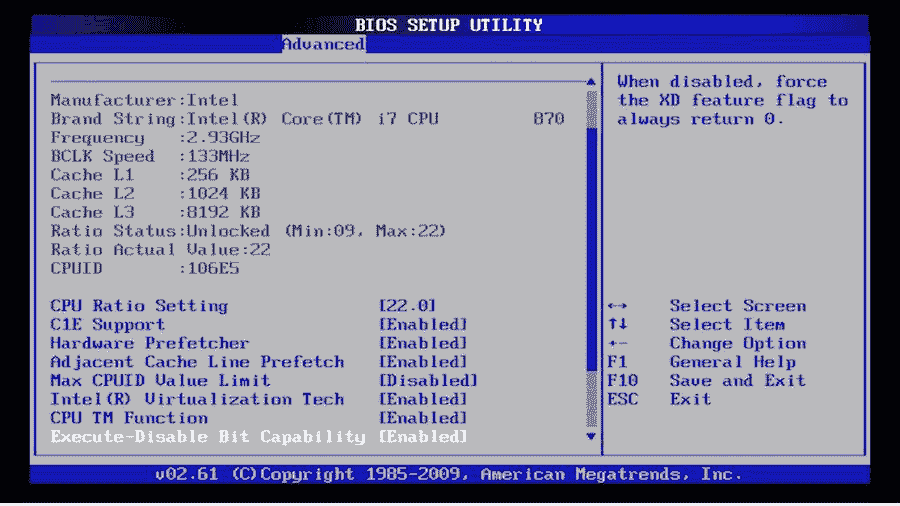 BIOS SETUP UTILITY
Advanced
Manufacturer:Intel
Brand String:Intel(R) Core(TM) i7 CPU 870
Frequency :2.93GHz
BCLK Speed :133MHz
Cache L1 :256 KB
Cache L2 :1024 KB
Cache L3 :8192 KB
Ratio Status:Unlocked (Min:09, Max:22)
Ratio Actual Value:22
CPUID :106E5
CPU Ratio Setting [22.0]
C1E Support [Enabled]
Hardware Prefetcher [Enabled]
Adjacent Cache Line Prefetch [Enabled]
Max CPUID Value Limit [Disabled]
Intel(R) Virtualization Tech [Enabled]
CPU TM Function [Enabled]
Execute-Disable Bit Capability [Enabled]
When disabled, force
the XD feature flag to
always return 0.
↔ Select Screen
↑↓ Select Item
+- Change Option
F1 General Help
F10 Save and Exit
ESC Exit
v02.61 (C)Copyright 1985-2009, American Megatrends, Inc.